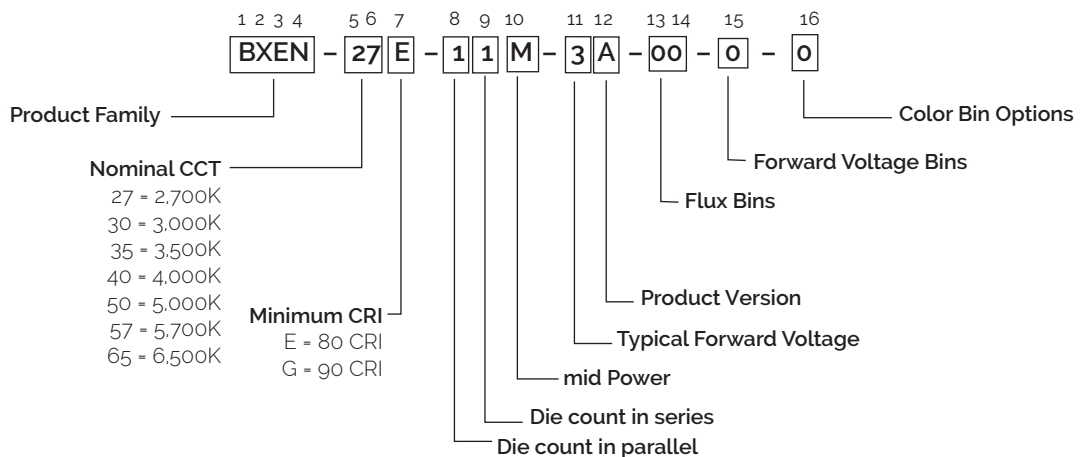 1 2 3 4 5 6 7 8 9 10 11 12 13 14 15 16
BXEN – 27 E – 1 1 M – 3 A – 00 – 0 – 0
Product Family
Color Bin Options
Nominal CCT
Forward Voltage Bins
27 = 2,700K
30 = 3,000K
Flux Bins
35 = 3,500K
40 = 4,000K
50 = 5,000K
Product Version
Minimum CRI
57 = 5,700K
E = 80 CRI
Typical Forward Voltage
65 = 6,500K
G = 90 CRI
mid Power
Die count in series
Die count in parallel